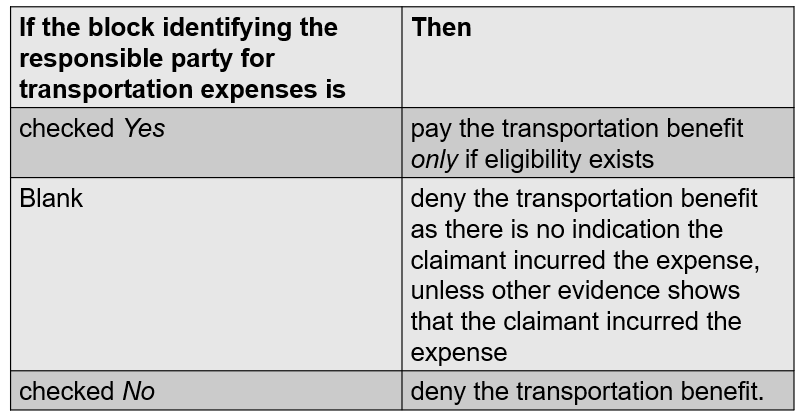 If the block identifying the
responsible party for
transportation expenses is
Then
checked Yes
pay the transportation benefit
only if eligibility exists
Blank
deny the transportation benefit
as there is no indication the
claimant incurred the expense,
unless other evidence shows
that the claimant incurred the
expense
checked No
deny the transportation benefit.